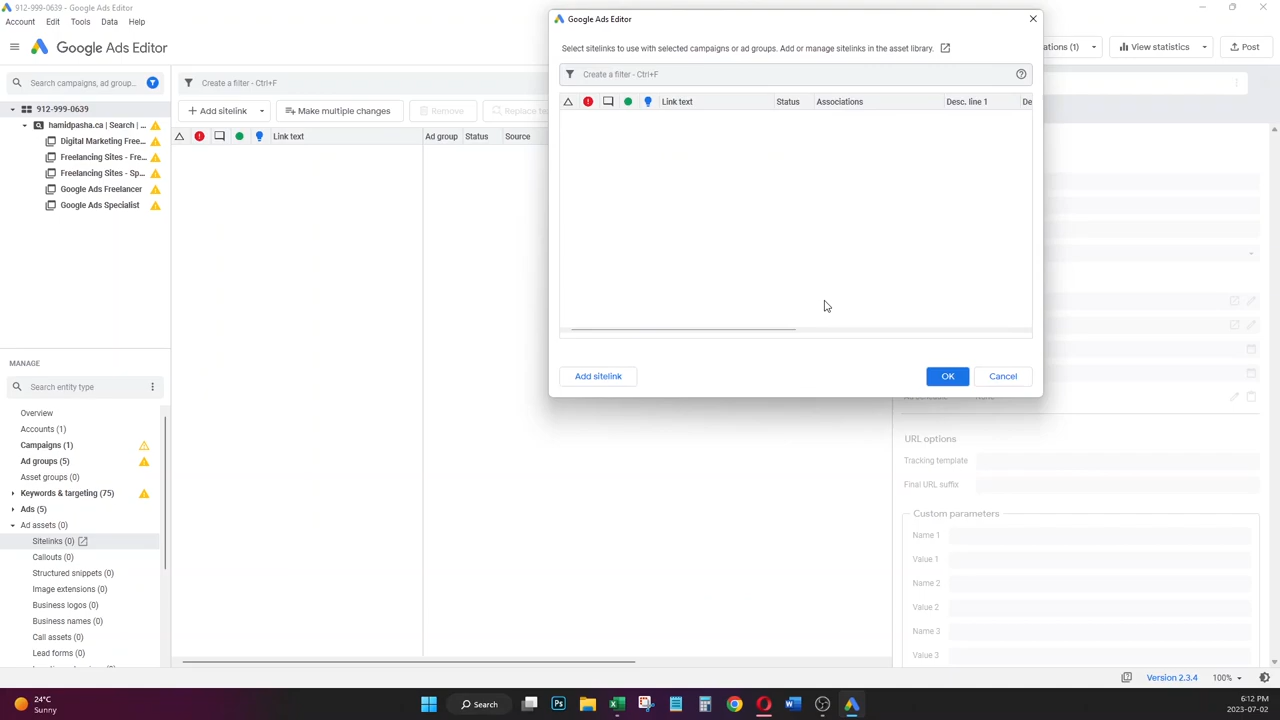 912-999-0639 - Google Ads Editor
Account Edit Tools Data Help
Google Ads Editor
View statistics
Post
Search campaigns, ad group...
Create a filter - Ctrl+F
912-999-0639
hamidpasha.ca | Search | ...
Digital Marketing Free...
Freelancing Sites - Fre...
Freelancing Sites - Sp...
Google Ads Freelancer
Google Ads Specialist
Add sitelink
Make multiple changes
Remove
Replace te
Link text Ad group Status Source
Google Ads Editor
Select sitelinks to use with selected campaigns or ad groups. Add or manage sitelinks in the asset library.
Create a filter - Ctrl+F
Link text Status Associations Desc. line 1 De
Add sitelink
OK
Cancel
MANAGE
Search entity type
Overview
Accounts (1)
Campaigns (1)
Ad groups (5)
Asset groups (0)
Keywords & targeting (75)
Ads (5)
Ad assets (0)
Sitelinks (0)
Callouts (0)
Structured snippets (0)
Image extensions (0)
Business logos (0)
Business names (0)
Call assets (0)
Lead forms (0)
URL options
Tracking template
Final URL suffix
Custom parameters
Name 1
Value 1
Name 2
Value 2
Name 3
Value 3
Version 2.3.4
100%
24°C
Sunny
Search
6:12 PM
2023-07-02